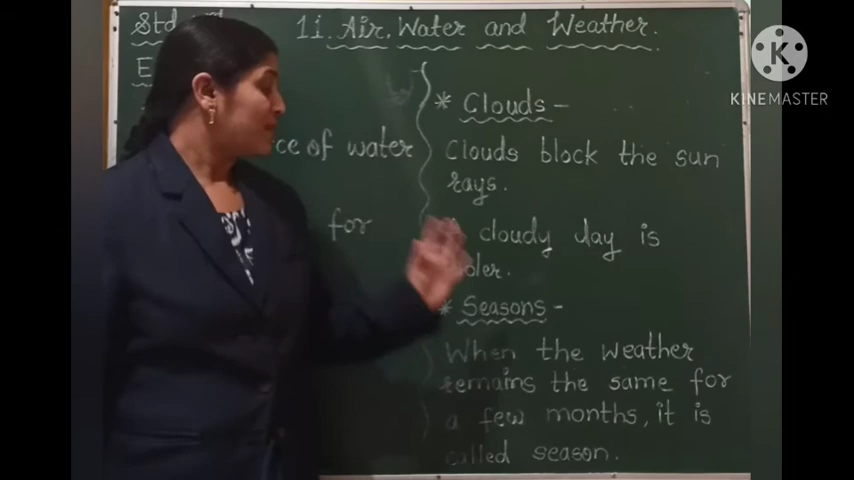 Std
11. Air, Water and Weather.
E
ce of water
for
* Clouds -
Clouds block the sun
rays.
cloudy day is
oler.
* Seasons -
When the weather
remains the same for
a few months, it is
called season.
K
KINEMASTER